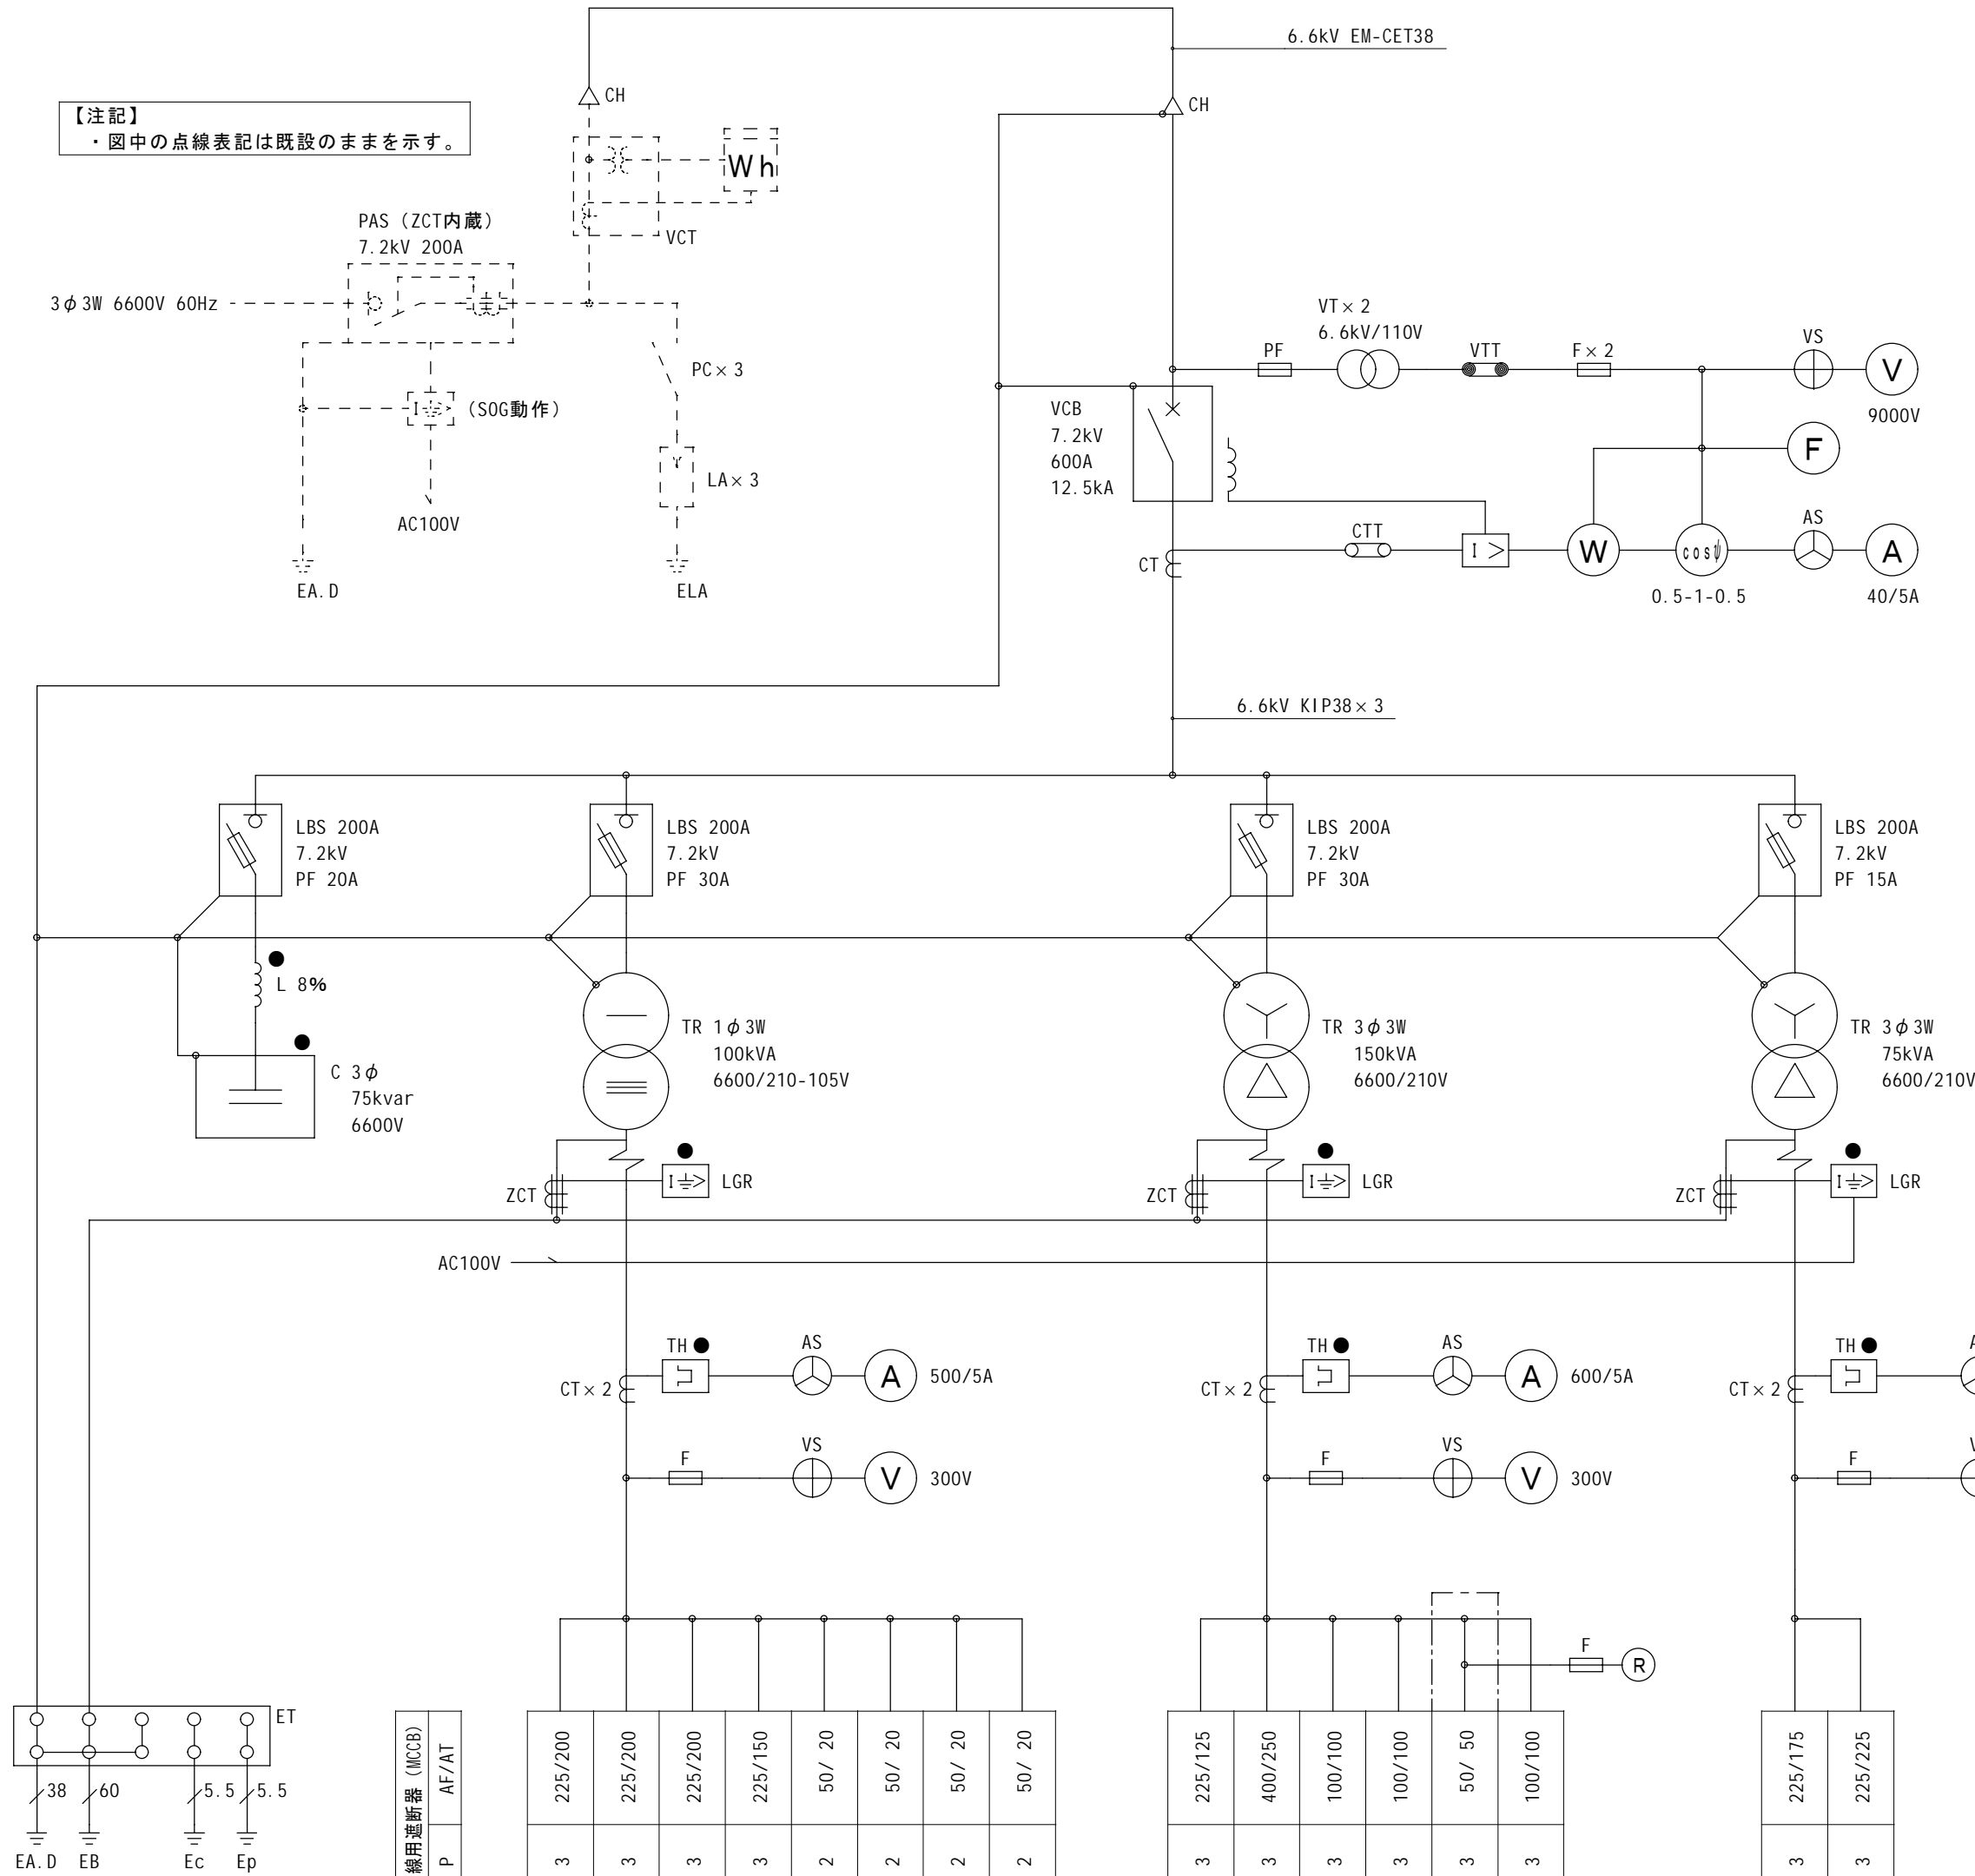 6.6kV EM-CET38
CH
CH
【注記】
・図中の点線表記は既設のままを示す。
Wh
VCT
PAS（ZCT内蔵）
7.2kV 200A
3φ3W 6600V 60Hz
PC×3
I（SOG動作）
LA×3
AC100V
EA.D
ELA
VT×2
6.6kV/110V
PF
VTT
F×2
VS
V
9000V
VCB
7.2kV
600A
12.5kA
F
CT
CTT
I >
W
cosψ
0.5-1-0.5
AS
A
40/5A
6.6kV KIP38×3
LBS 200A
7.2kV
PF 20A
LBS 200A
7.2kV
PF 30A
LBS 200A
7.2kV
PF 30A
LBS 200A
7.2kV
PF 15A
L 8%
C 3φ
75kvar
6600V
TR 1φ3W
100kVA
6600/210-105V
TR 3φ3W
150kVA
6600/210V
TR 3φ3W
75kVA
6600/210V
ZCT I > LGR
ZCT I > LGR
ZCT I > LGR
AC100V
TH
AS
CT×2
A
500/5A
TH
AS
CT×2
A
600/5A
TH
CT×2
F
VS
V
300V
F
VS
V
300V
F
F
R
ET
38
60
5.5
5.5
EA.D
EB
Ec
Ep
線用遮断器（MCCB）
AF/AT
P
225/200
225/200
225/200
225/150
50/ 20
50/ 20
50/ 20
50/ 20
3
3
3
3
2
2
2
2
225/125
400/250
100/100
100/100
50/ 50
100/100
3
3
3
3
3
3
225/175
225/225
3
3